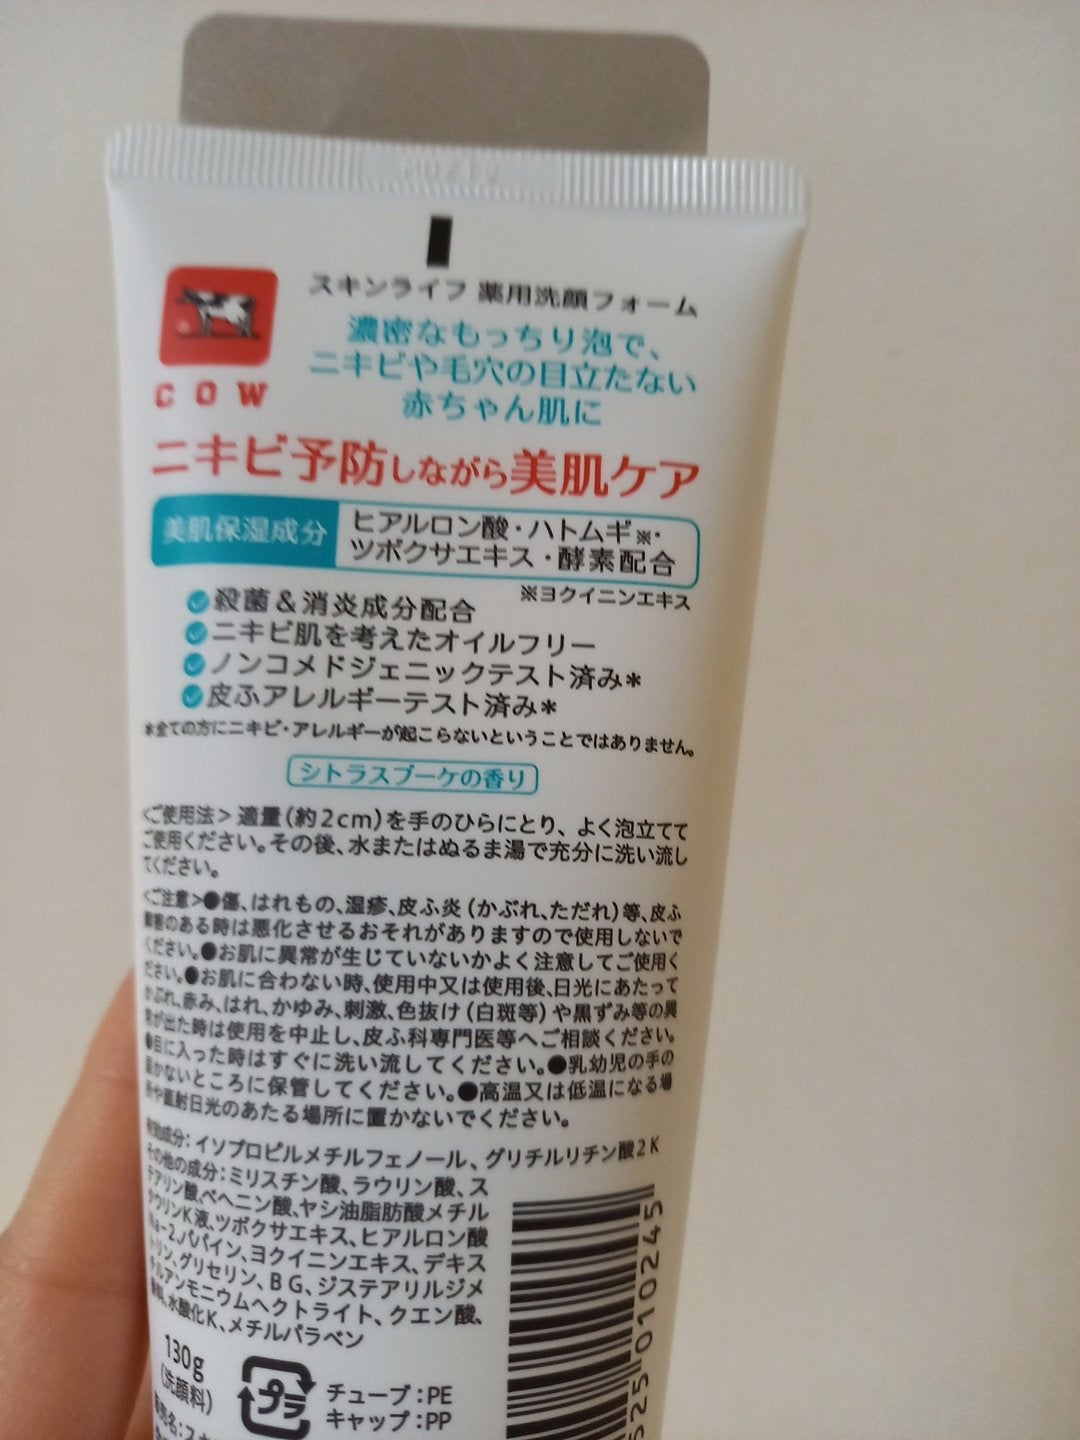 COW
スキンライフ 薬用洗顔フォーム
濃密なもっちり泡で、
ニキビや毛穴の目立たない
赤ちゃん肌に
ニキビ予防しながら美肌ケア
美肌保湿成分
ヒアルロン酸・ハトムギ※・
ツボクサエキス・酵素配合
※ヨクイニンエキス
殺菌＆消炎成分配合
ニキビ肌を考えたオイルフリー
ノンコメドジェニックテスト済み＊
皮ふアレルギーテスト済み＊
＊全ての方にニキビ・アレルギーが起こらないということではありません。
シトラスブーケの香り
<ご使用法> 適量(約2cm)を手のひらにとり、よく泡立てて
ご使用ください。その後、水またはぬるま湯で充分に洗い流し
てください。
<ご注意>●傷、はれもの、湿疹、皮ふ炎(かぶれ、ただれ)等、皮ふ
障害のある時は悪化させるおそれがありますので使用しないで
ください。●お肌に異常が生じていないかよく注意してご使用く
ださい。●お肌に合わない時、使用中又は使用後、日光にあたって
かぶれ、赤み、はれ、かゆみ、刺激、色抜け(白斑等)や黒ずみ等の異
常が出た時は使用を中止し、皮ふ科専門医等へご相談ください。
●目に入った時はすぐに洗い流してください。●乳幼児の手の
届かないところに保管してください。●高温又は低温になる場
所や直射日光のあたる場所に置かないでください。
有効成分：イソプロピルメチルフェノール、グリチルリチン酸2K
その他の成分：ミリスチン酸、ラウリン酸、ス
テアリン酸、ベヘニン酸、ヤシ油脂肪酸メチル
タウリンK液、ツボクサエキス、ヒアルロン酸
Na-2、パパイン、ヨクイニンエキス、デキス
トリン、グリセリン、BG、ジステアリルジメ
チルアンモニウムヘクトライト、クエン酸、
香料、水酸化K、メチルパラベン
130g
(洗顔料)
プラ
チューブ：PE
キャップ：PP
販売名：スキ
525 010245